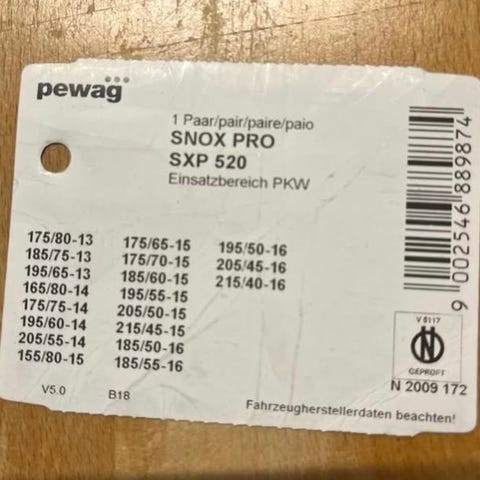 pewag
1 Paar/pair/paire/paio
SNOX PRO
SXP 520
Einsatzbereich PKW
175/80-13
185/75-13
195/65-13
165/80-14
175/75-14
195/60-14
205/55-14
155/80-15
175/65-15
175/70-15
185/60-15
195/55-15
205/50-15
215/45-15
185/50-16
185/55-16
195/50-16
205/45-16
215/40-16
9 002546 889874
V 5117
GEPRÜFT
N 2009 172
V5.0 B18
Fahrzeugherstellerdaten beachten!